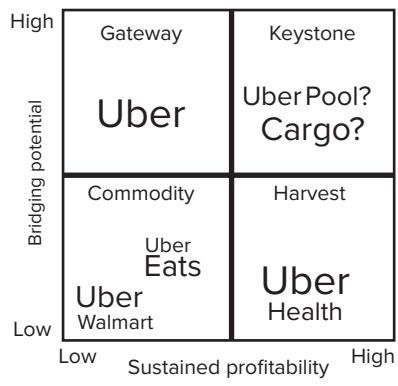 High
Gateway
Keystone
Uber
Uber Pool?
Cargo?
Bridging potential
Commodity
Harvest
Uber
Eats
Uber
Walmart
Uber
Health
Low
Low
Sustained profitability
High